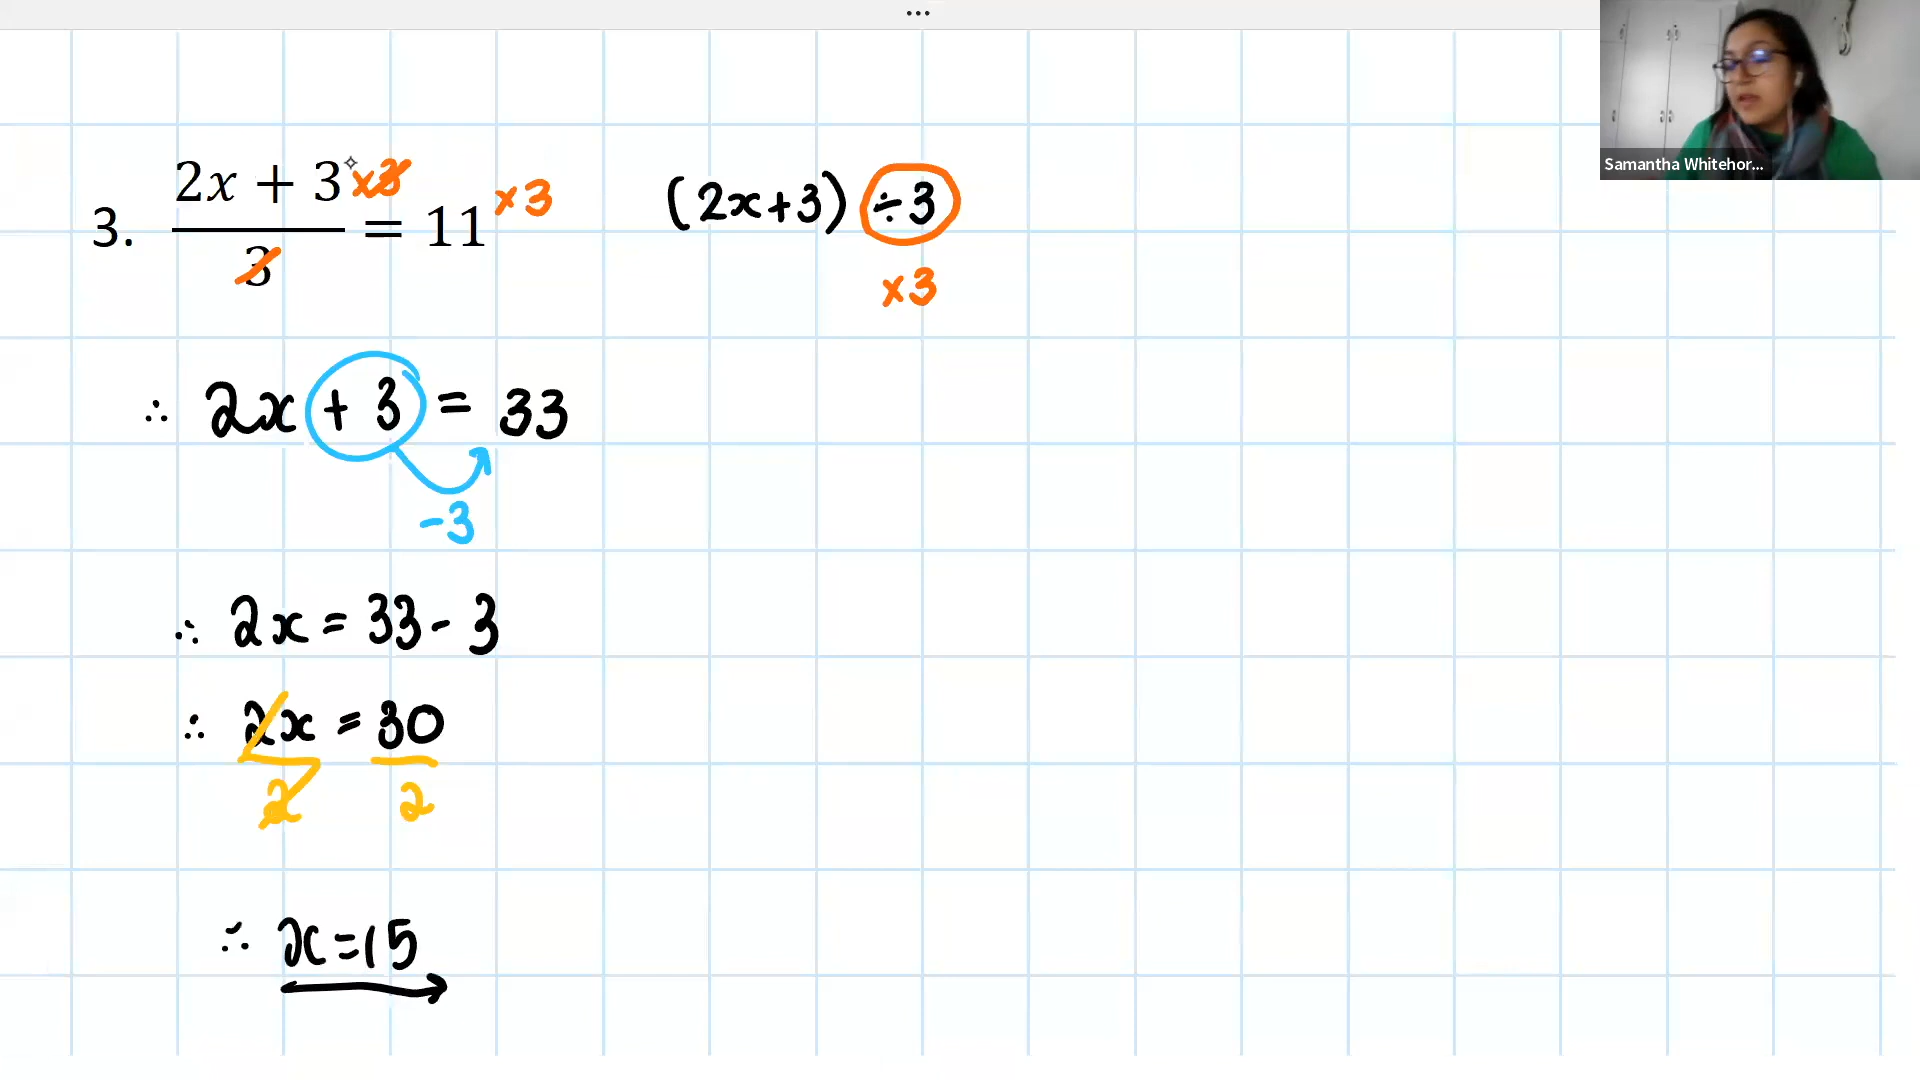 ...
Samantha Whitehor...
3. 2x + 3 ×3
3
= 11 ×3
(2x+3) ÷3
×3
∴ 2x + 3 = 33
-3
∴ 2x = 33 - 3
∴ 2x = 30
2 2
∴ x = 15